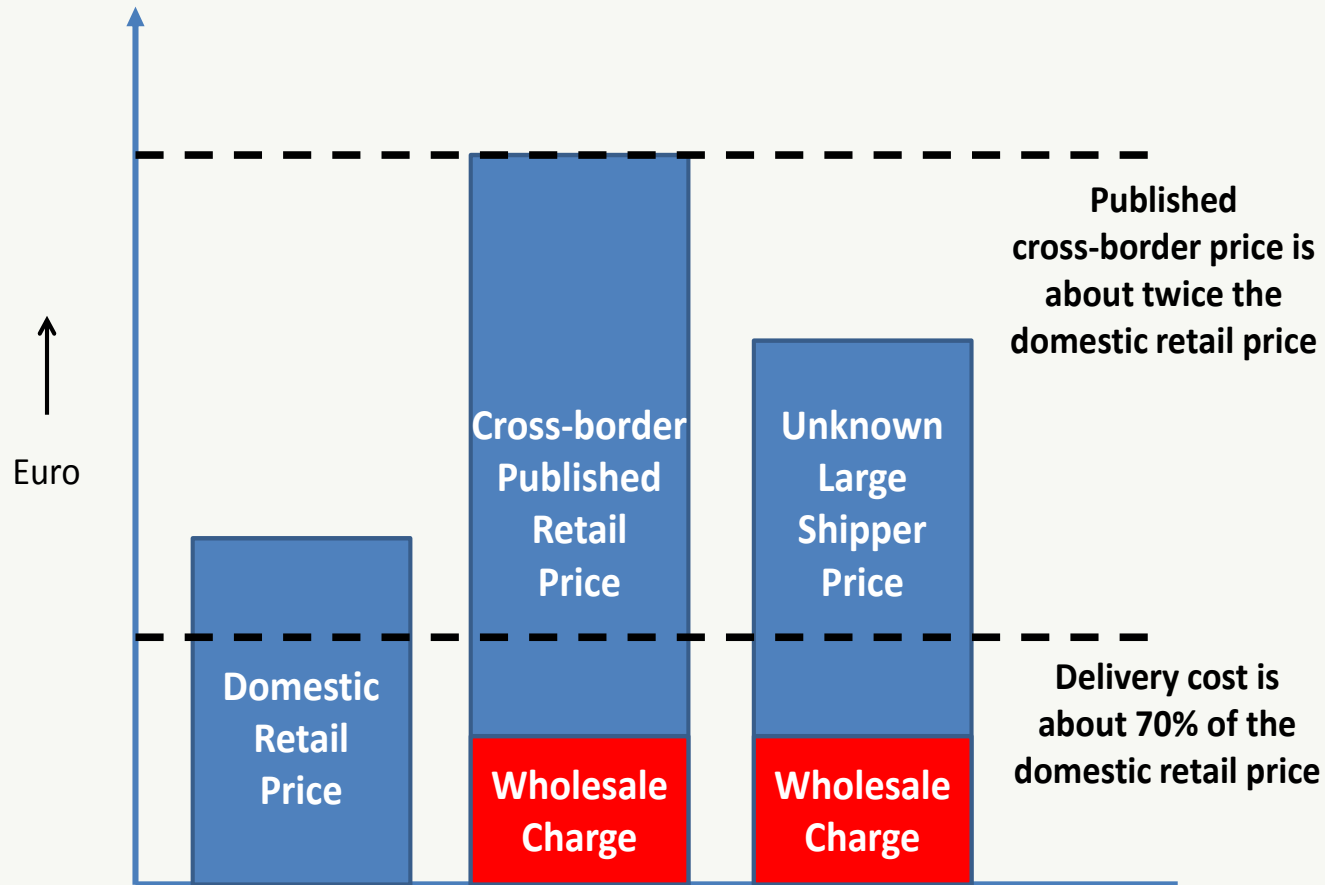 Published
cross-border price is
about twice the
domestic retail price
Euro
Cross-border
Published
Retail
Price
Unknown
Large
Shipper
Price
Domestic
Retail
Price
Delivery cost is
about 70% of the
domestic retail price
Wholesale
Charge
Wholesale
Charge